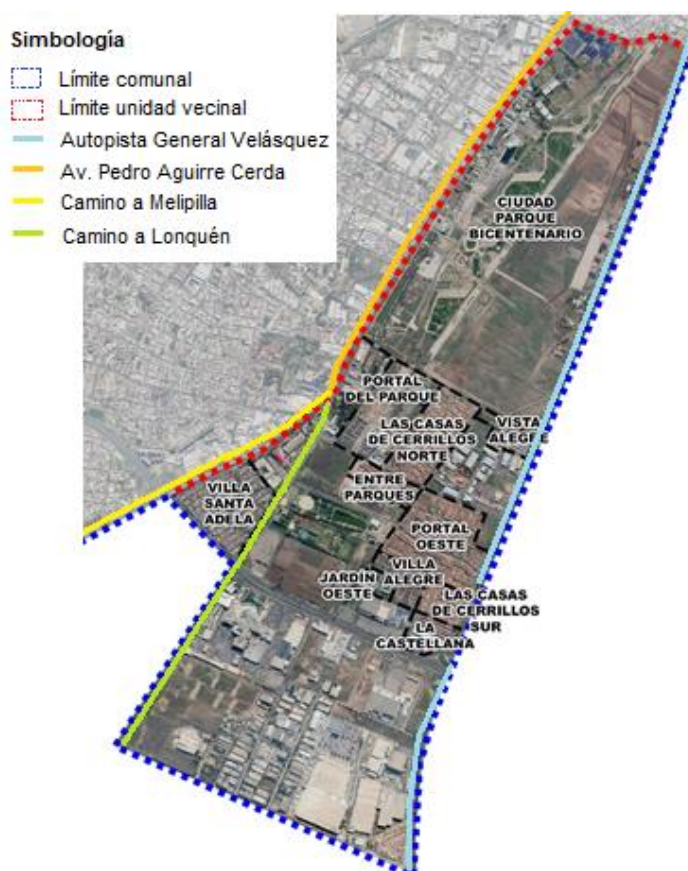 Simbología
Límite comunal
Límite unidad vecinal
Autopista General Velásquez
Av. Pedro Aguirre Cerda
Camino a Melipilla
Camino a Lonquén
CIUDAD
PARQUE
BICENTENARIO
PORTAL
DEL PARQUE
LAS CASAS
DE CERRILLOS
NORTE
VISTA
ALEGRE
VILLA
SANTA
ADELA
ENTRE
PARQUES
PORTAL
OESTE
JARDÍN
OESTE
VILLA
ALEGRE
LAS CASAS
DE CERRILLOS
SUR
LA
CASTELLANA